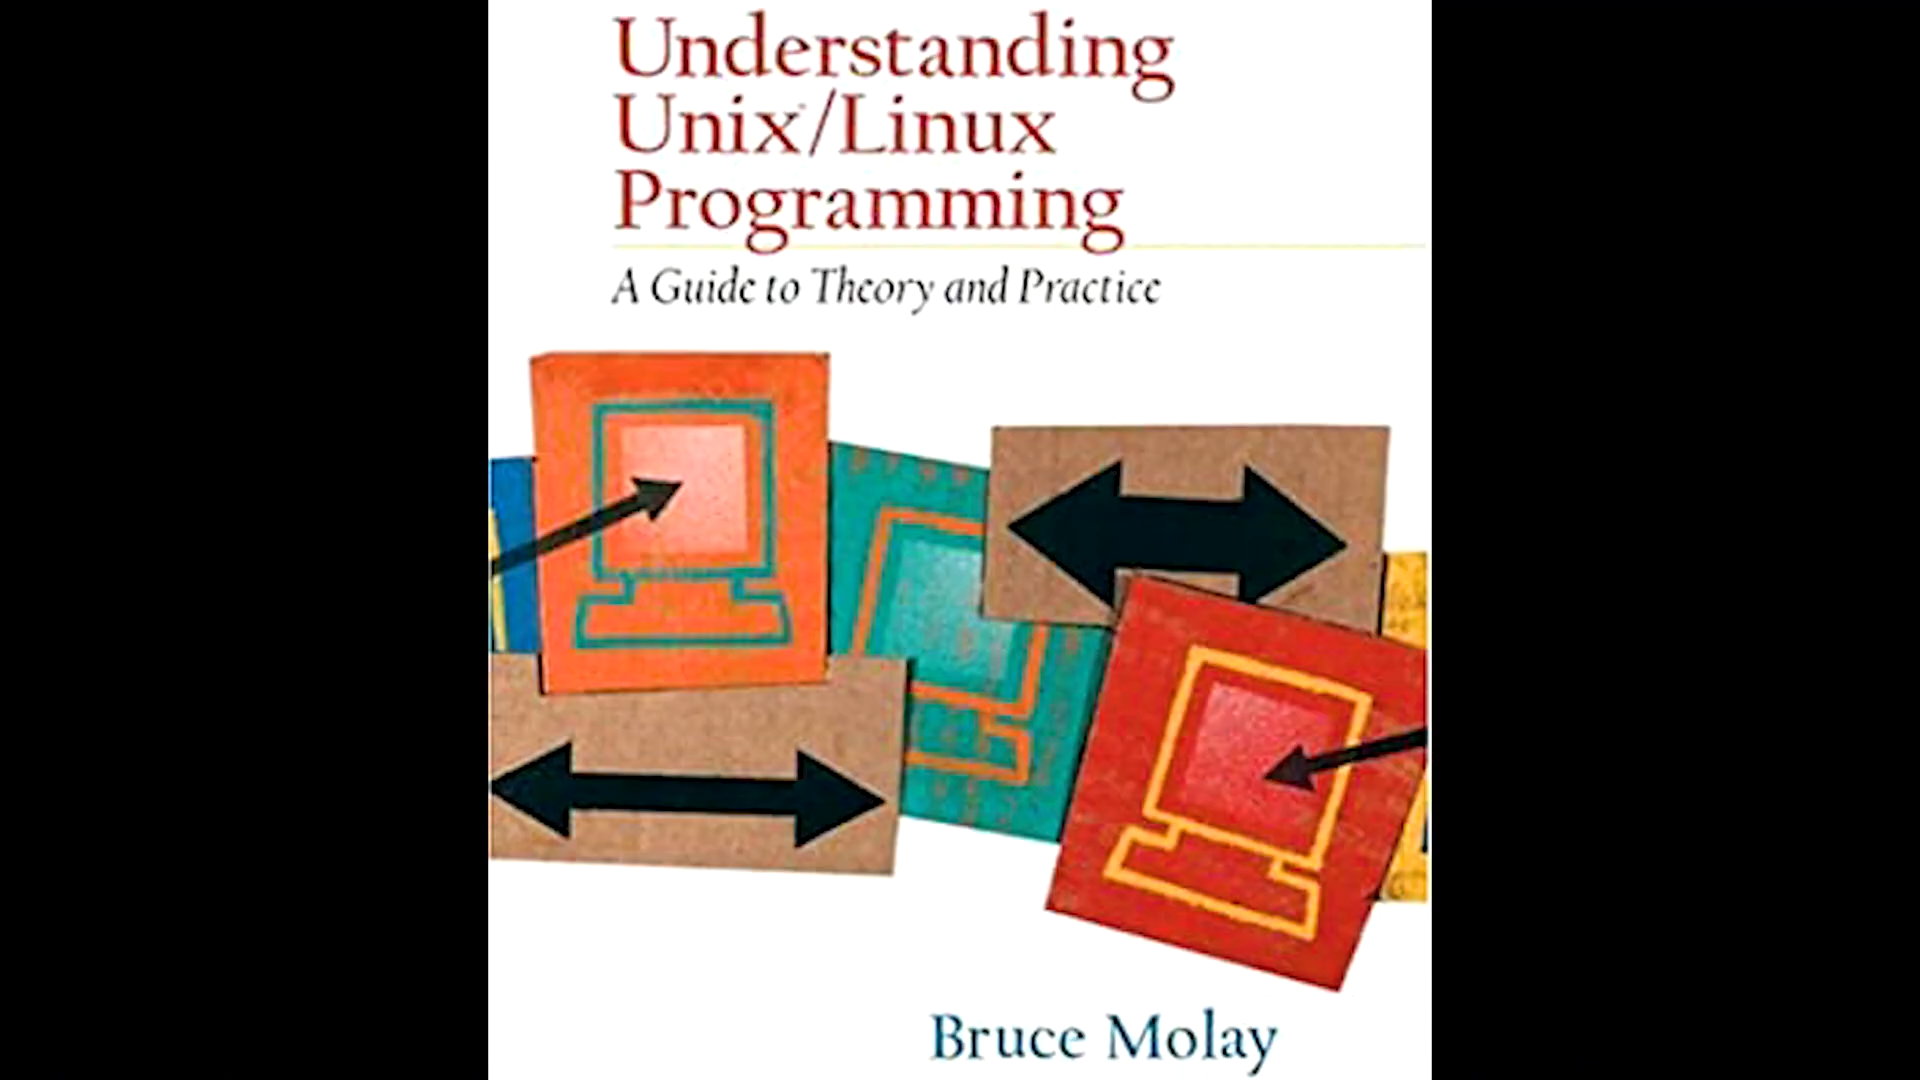 Understanding
Unix/Linux
Programming
A Guide to Theory and Practice
Bruce Molay